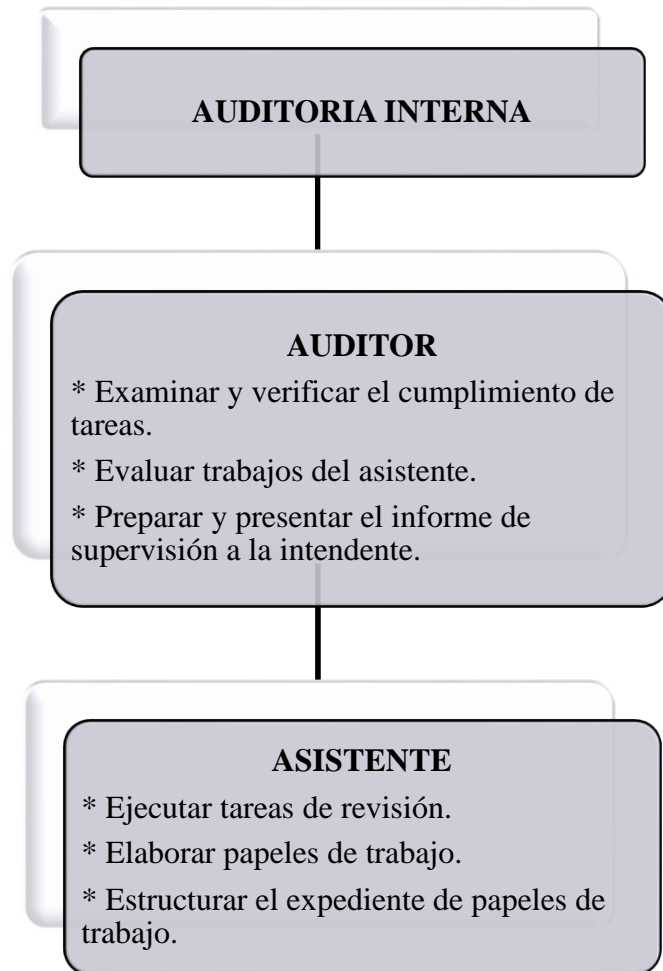 AUDITORIA INTERNA
AUDITOR
* Examinar y verificar el cumplimiento de
tareas.
* Evaluar trabajos del asistente.
* Preparar y presentar el informe de
supervisión a la intendente.
ASISTENTE
* Ejecutar tareas de revisión.
* Elaborar papeles de trabajo.
* Estructurar el expediente de papeles de
trabajo.